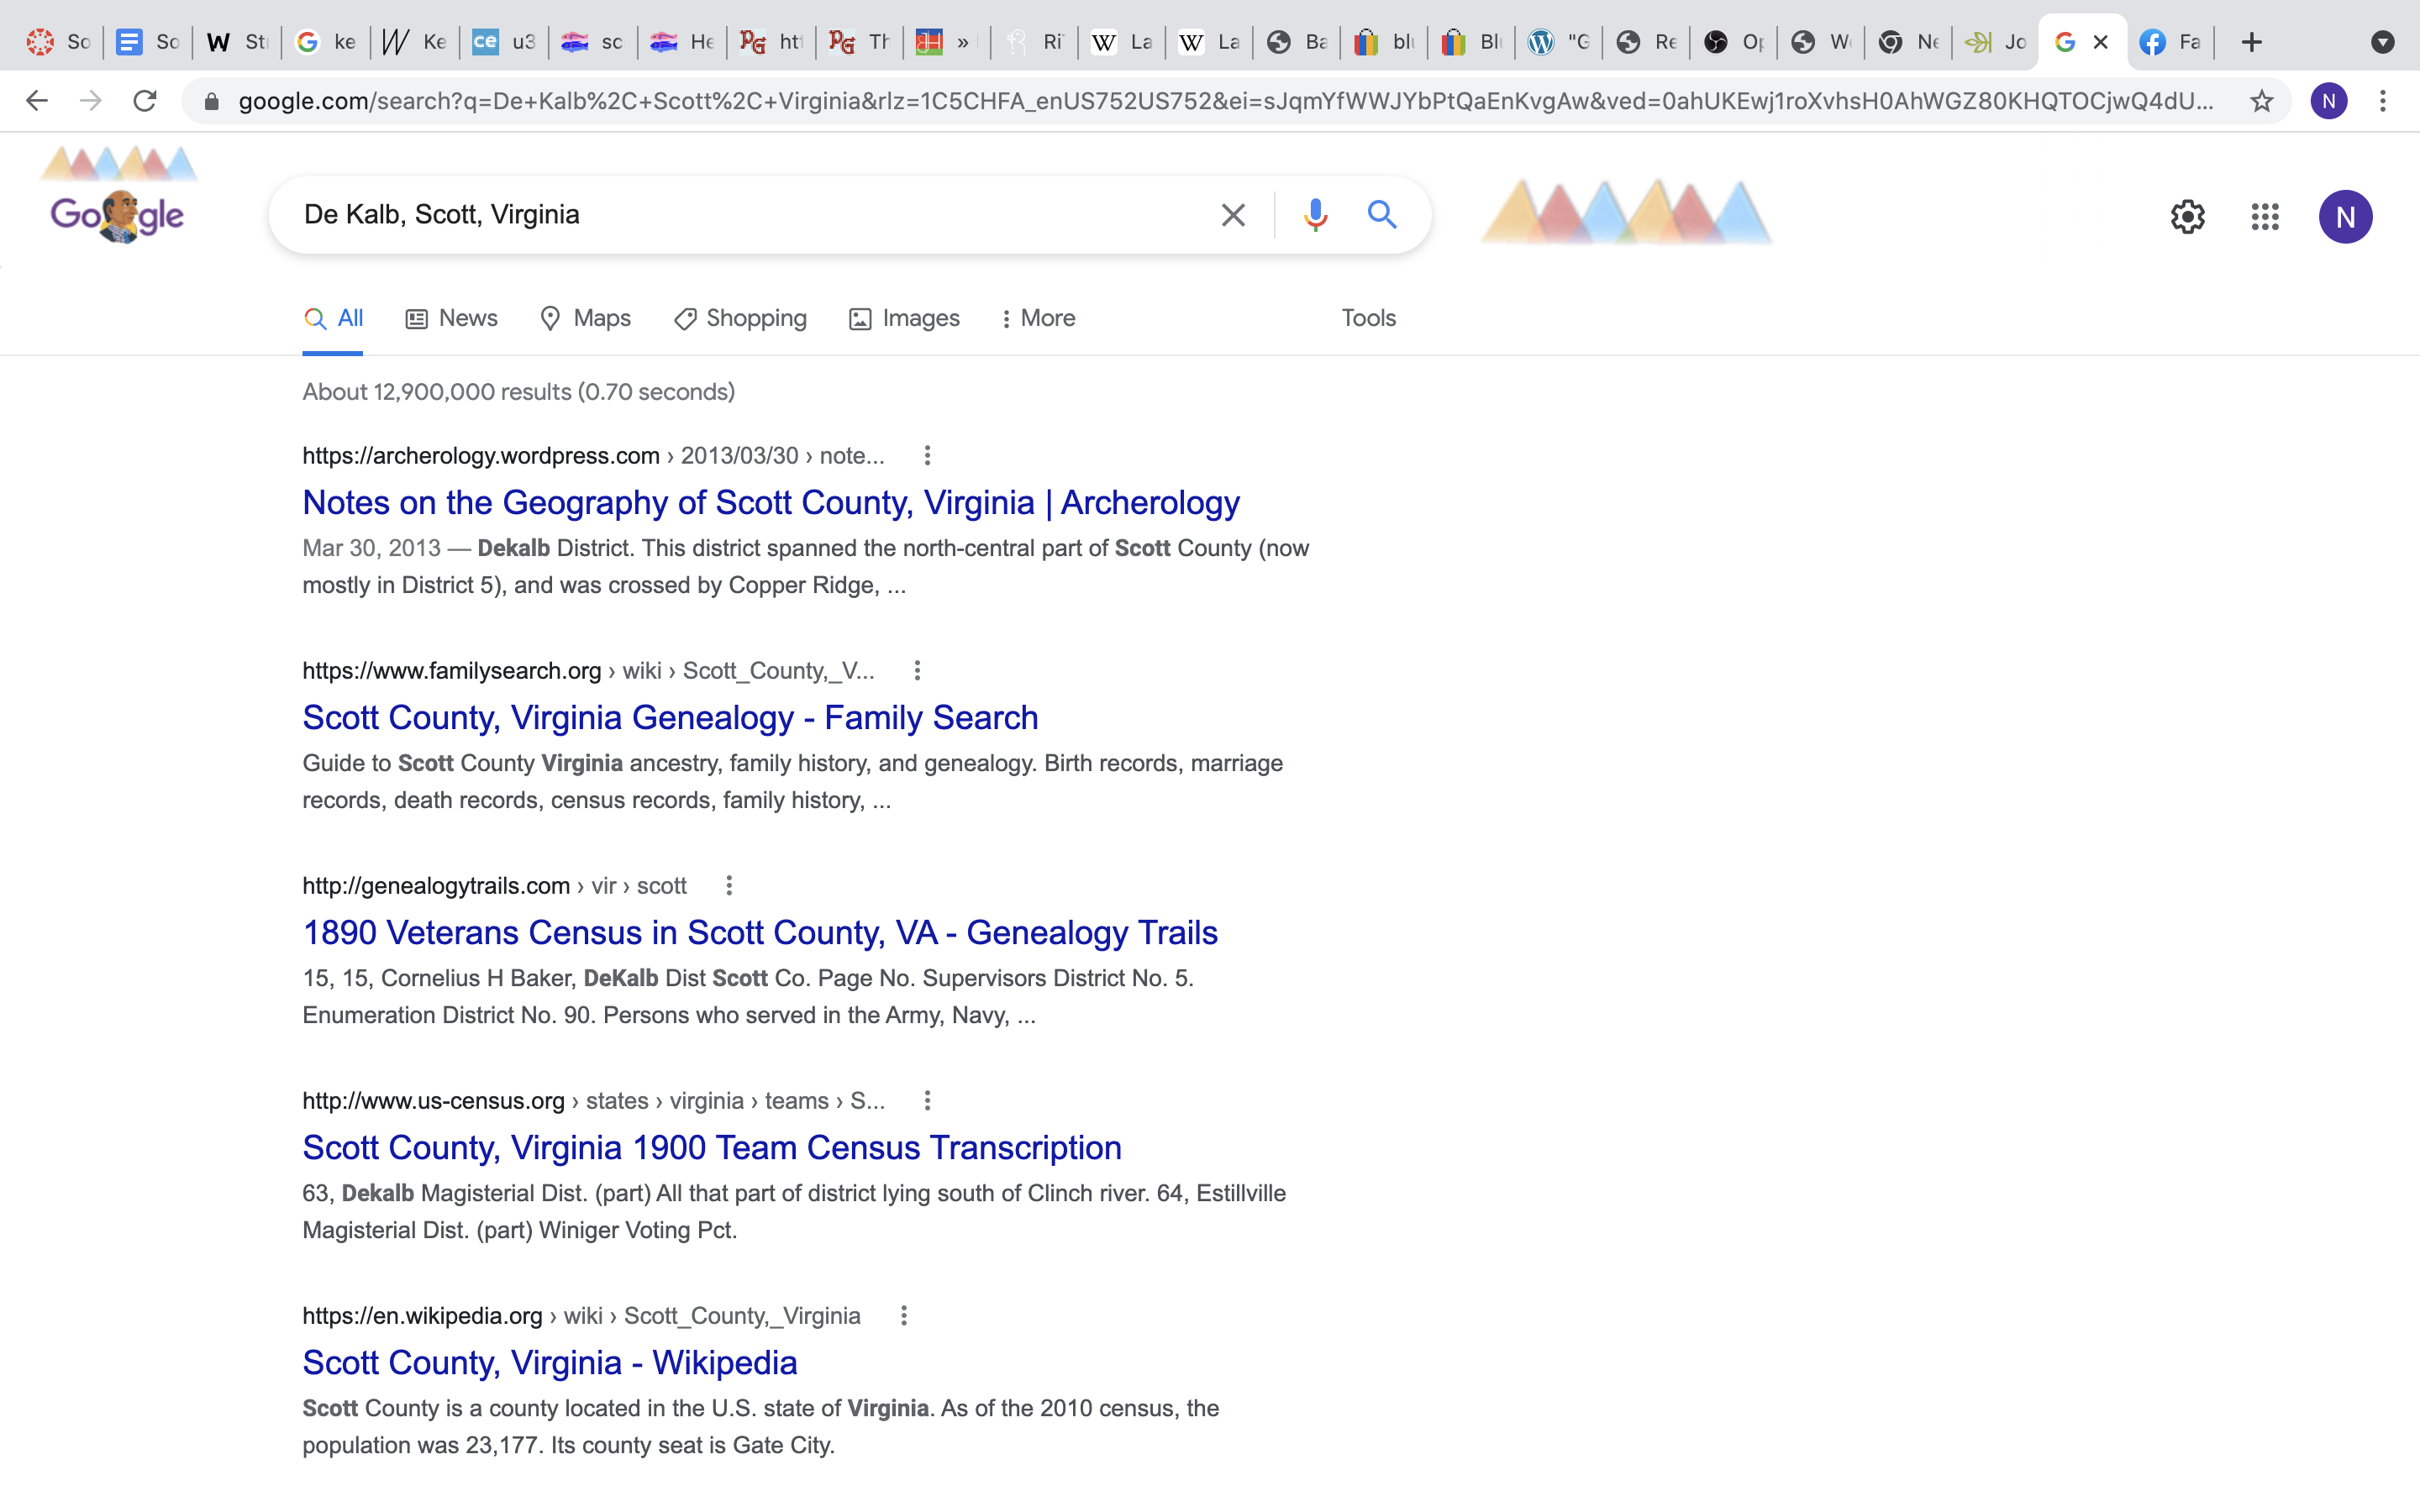 So So St ke Ke u3 sc He htt Th » Ri La La Ba bl Bl "G Re Op We Ne Jo Fa
google.com/search?q=De+Kalb%2C+Scott%2C+Virginia&rlz=1C5CHFA_enUS752US752&ei=sJqmYfWWJYbPtQaEnKvgAw&ved=0ahUKEwj1roXvhsH0AhWGZ80KHQTOCjwQ4dU... N
Google
De Kalb, Scott, Virginia
N
All News Maps Shopping Images More Tools
About 12,900,000 results (0.70 seconds)
https://archerology.wordpress.com › 2013/03/30 › note...
Notes on the Geography of Scott County, Virginia | Archerology
Mar 30, 2013 — Dekalb District. This district spanned the north-central part of Scott County (now
mostly in District 5), and was crossed by Copper Ridge, ...
https://www.familysearch.org › wiki › Scott_County,_V...
Scott County, Virginia Genealogy - Family Search
Guide to Scott County Virginia ancestry, family history, and genealogy. Birth records, marriage
records, death records, census records, family history, ...
http://genealogytrails.com › vir › scott
1890 Veterans Census in Scott County, VA - Genealogy Trails
15, 15, Cornelius H Baker, DeKalb Dist Scott Co. Page No. Supervisors District No. 5.
Enumeration District No. 90. Persons who served in the Army, Navy, ...
http://www.us-census.org › states › virginia › teams › S...
Scott County, Virginia 1900 Team Census Transcription
63, Dekalb Magisterial Dist. (part) All that part of district lying south of Clinch river. 64, Estillville
Magisterial Dist. (part) Winiger Voting Pct.
https://en.wikipedia.org › wiki › Scott_County,_Virginia
Scott County, Virginia - Wikipedia
Scott County is a county located in the U.S. state of Virginia. As of the 2010 census, the
population was 23,177. Its county seat is Gate City.